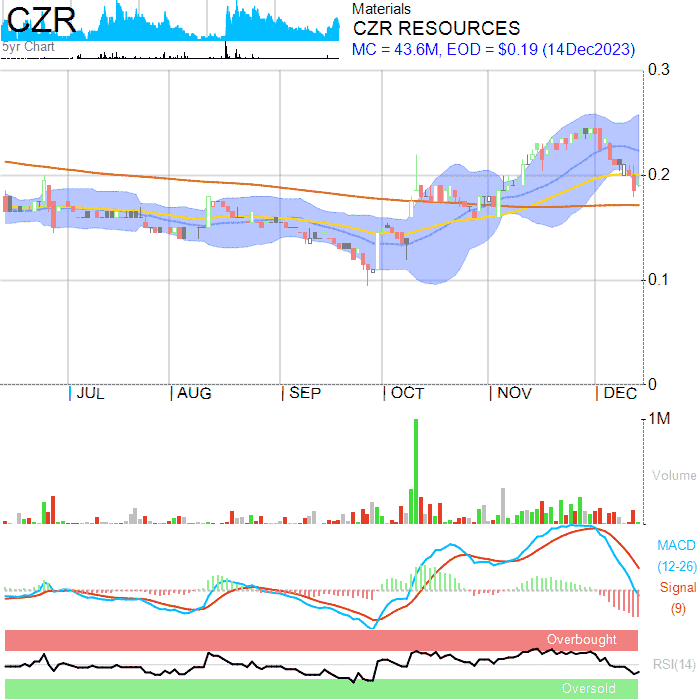 CZR
5yr Chart
Materials
CZR RESOURCES
MC = 43.6M, EOD = $0.19 (14Dec2023)
0.3
0.2
0.1
0
JUL AUG SEP OCT NOV DEC
1M
Volume
MACD
(12-26)
Signal
(9)
Overbought
RSI(14)
Oversold